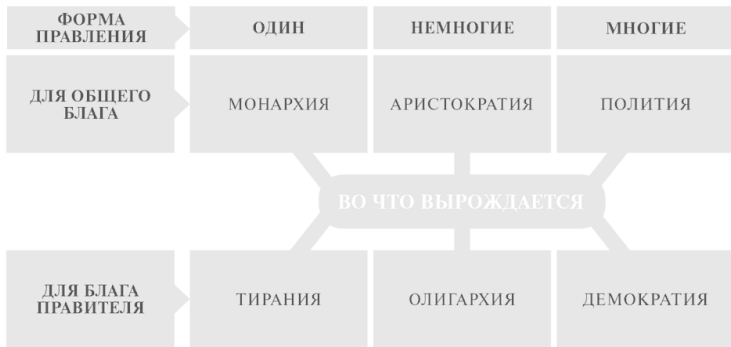 ФОРМА
ПРАВЛЕНИЯ
ОДИН
НЕМНОГИЕ
МНОГИЕ
ДЛЯ ОБЩЕГО
БЛАГА
МОНАРХИЯ
АРИСТОКРАТИЯ
ПОЛИТИЯ
ВО ЧТО ВЫРОЖДАЕТСЯ
ДЛЯ БЛАГА
ПРАВИТЕЛЯ
ТИРАНИЯ
ОЛИГАРХИЯ
ДЕМОКРАТИЯ